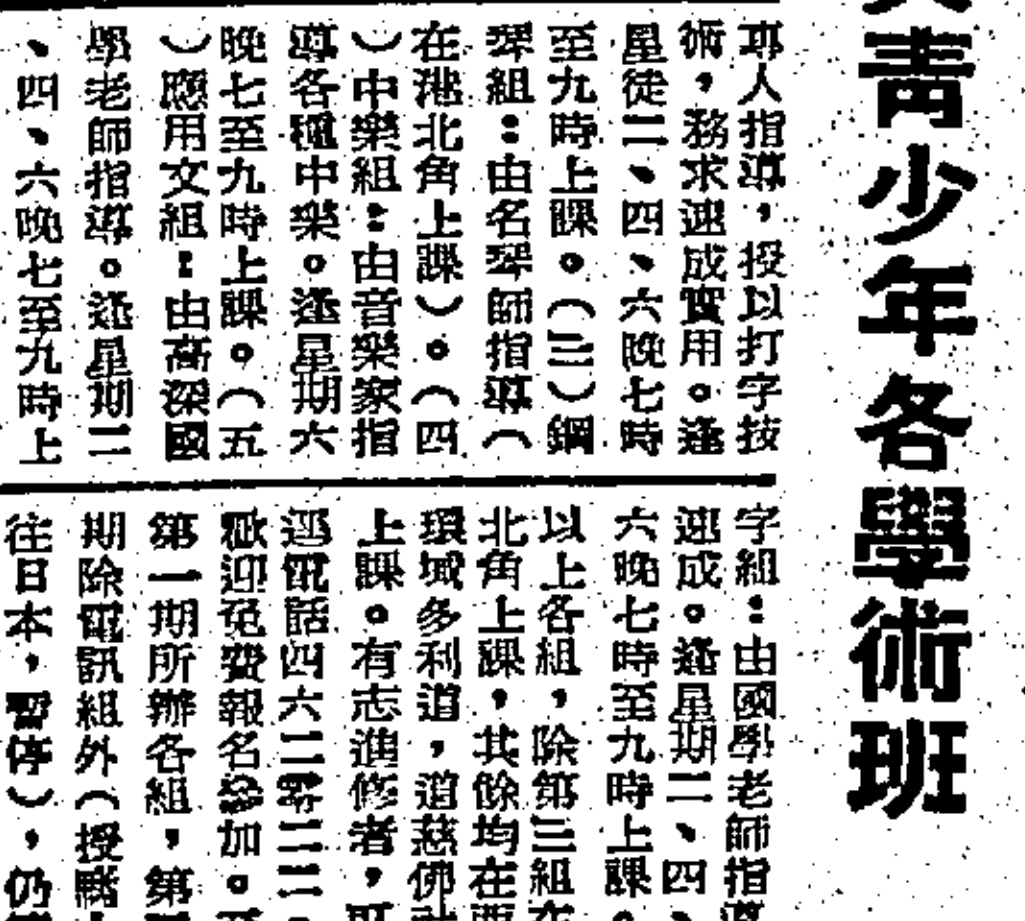 青少年各學術班
專人指導，授以打字技
術，務求速成實用。逢
星徒二、四、六晚七時
至九時上課。（三）鋼
琴組：由名琴師指導（
在港北角上課）。（四
）中樂組：由音樂家指
導各種中樂。逢星期六
晚七至九時上課。（五
）應用文組：由高深國
學老師指導。逢星期二
、四、六晚七至九時上
字組：由國學老師指導
速成。逢星期二、四、
六晚七時至九時上課。
以上各組，除第三組在
北角上課，其餘均在
環域多利道，道慈佛社
上課。有志進修者，
電話四六二零二二。
歡迎免費報名參加。
第一期所辦各組，第
期除電訊組外（授
往日本，暫停），仍